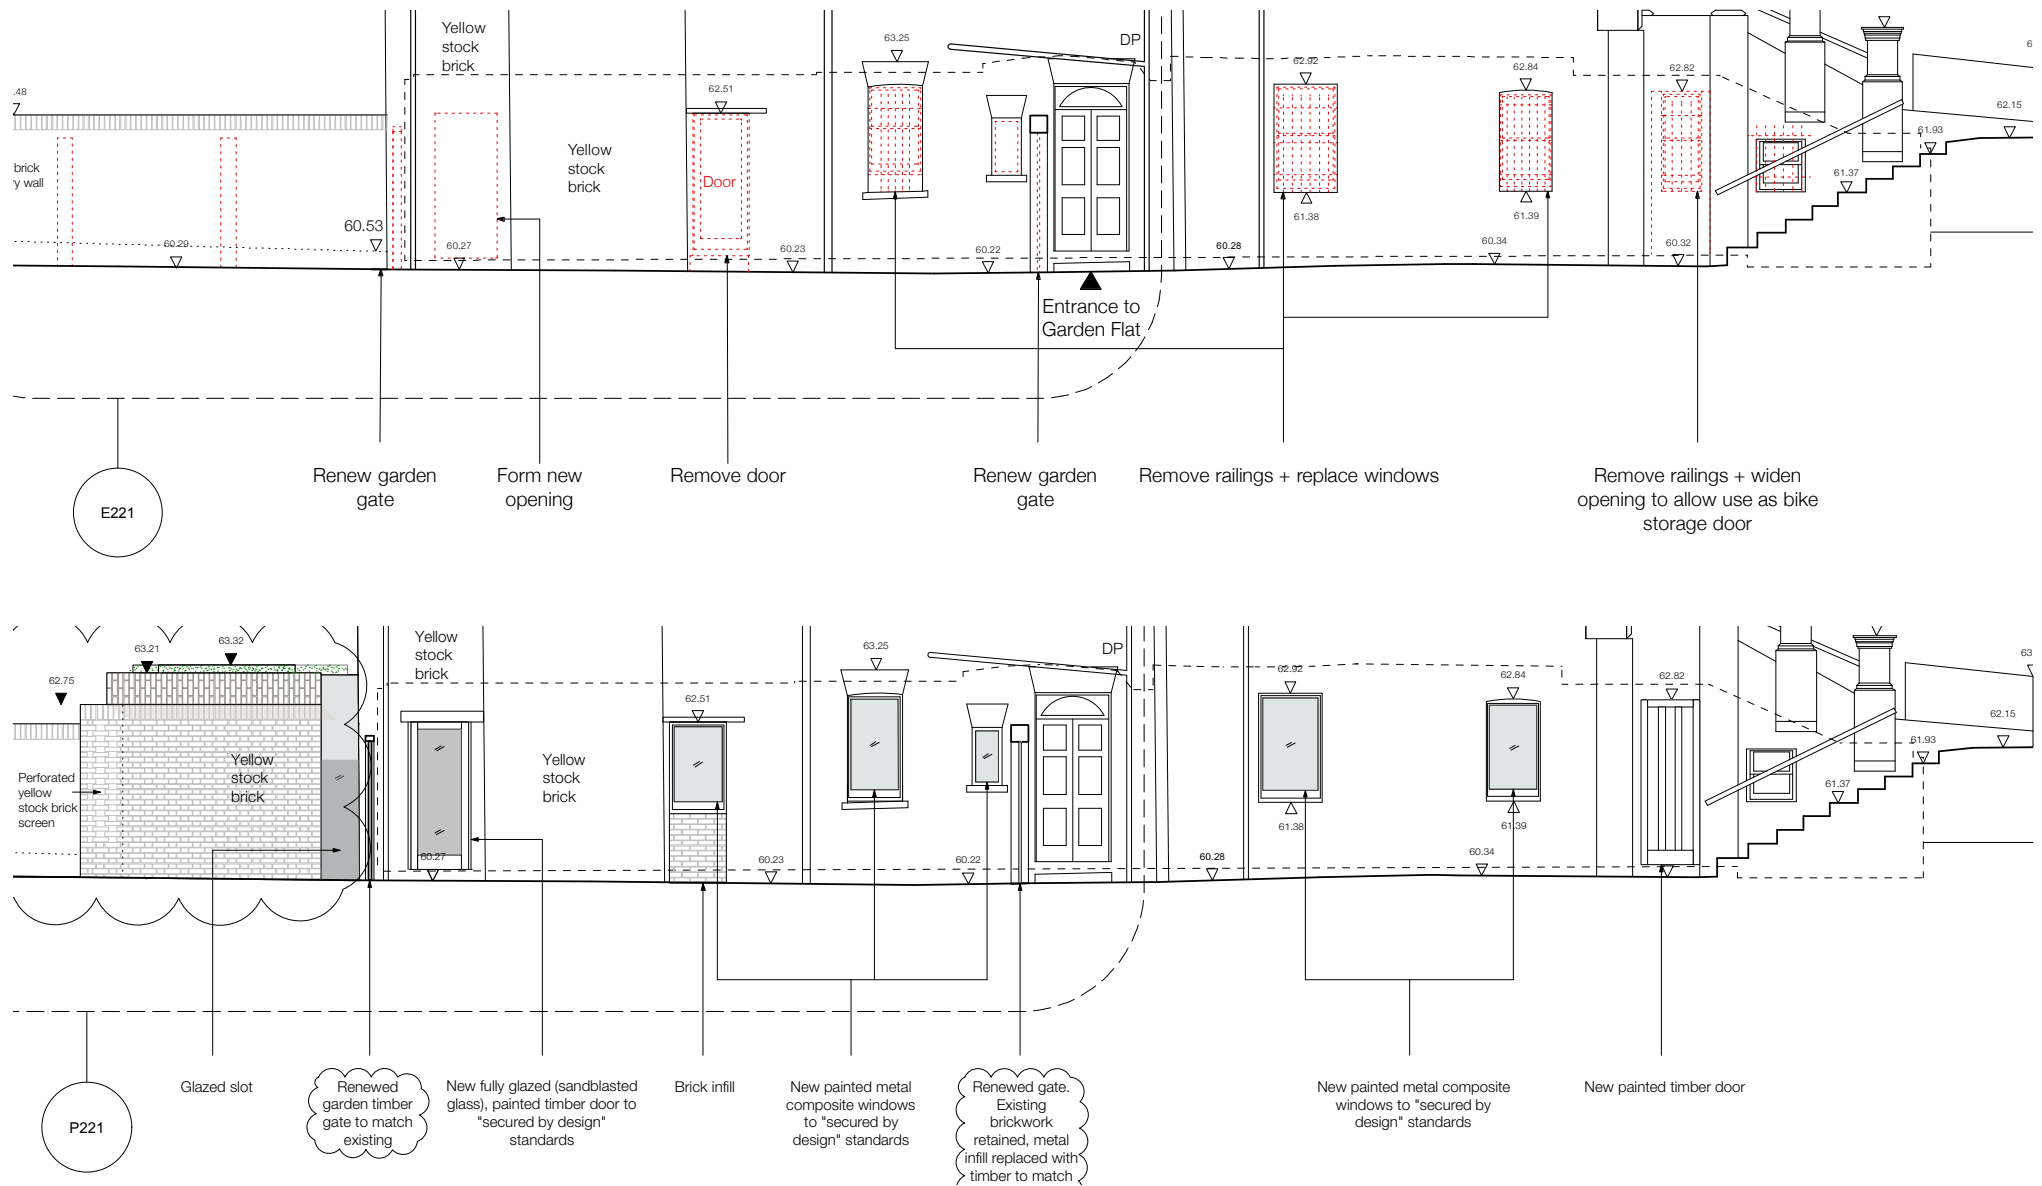 Yellow
stock
brick
63.25
DP
62.92
62.84
62.82
.48
62.51
62.15
61.93
brick
y wall
Yellow
stock
brick
Door
61.37
61.38
61.39
60.53
60.29
60.27
60.23
60.22
60.28
60.34
60.32
Entrance to
Garden Flat
E221
Renew garden
gate
Form new
opening
Remove door
Renew garden
gate
Remove railings + replace windows
Remove railings + widen
opening to allow use as bike
storage door
63.21
63.32
Yellow
stock
brick
63.25
DP
62.92
62.84
62.82
63
62.75
62.51
62.15
61.93
Perforated
yellow
stock brick
screen
Yellow
stock
brick
Yellow
stock
brick
61.37
61.38
61.39
60.27
60.23
60.22
60.28
60.34
P221
Glazed slot
Renewed
garden timber
gate to match
existing
New fully glazed (sandblasted
glass), painted timber door to
"secured by design"
standards
Brick infill
New painted metal
composite windows
to "secured by
design" standards
Renewed gate.
Existing
brickwork
retained, metal
infill replaced with
timber to match
New painted metal composite
windows to "secured by
design" standards
New painted timber door